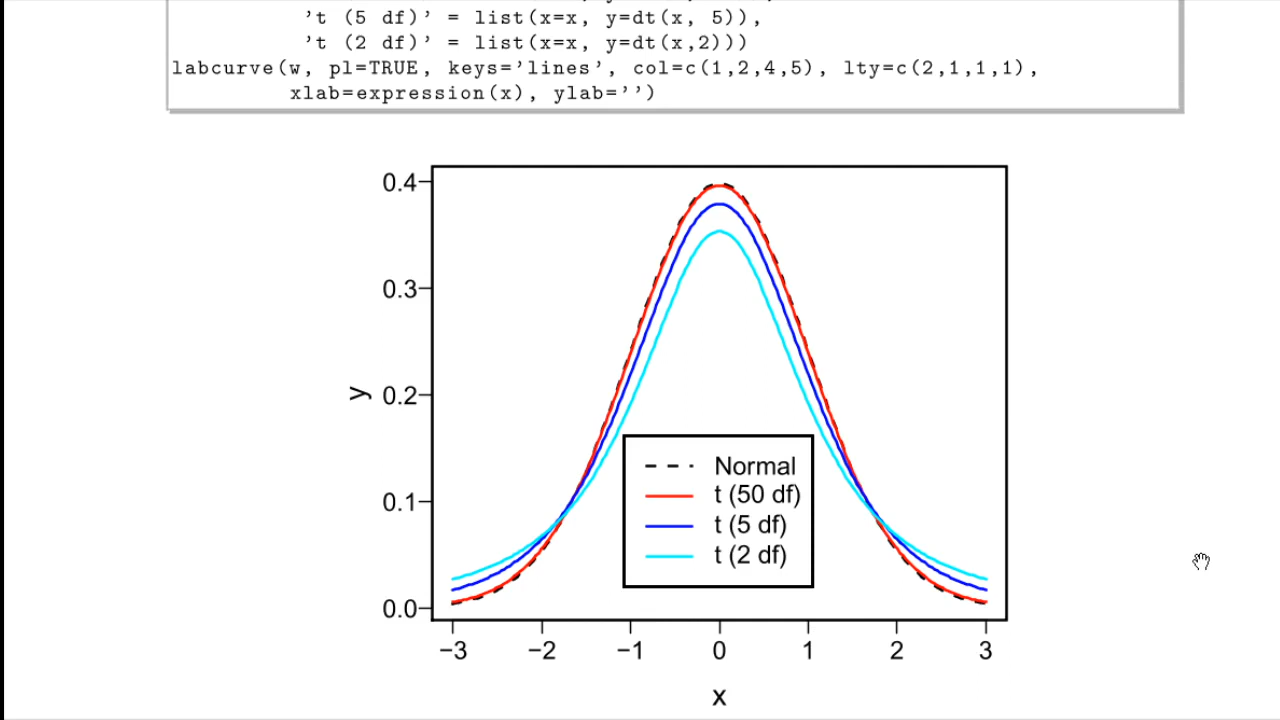 't (5 df)' = list(x=x, y=dt(x, 5)),
't (2 df)' = list(x=x, y=dt(x,2)))
labcurve(w, pl=TRUE, keys='lines', col=c(1,2,4,5), lty=c(2,1,1,1),
xlab=expression(x), ylab='')
0.4
0.3
y
0.2
0.1
0.0
Normal
t (50 df)
t (5 df)
t (2 df)
−3 −2 −1 0 1 2 3
x